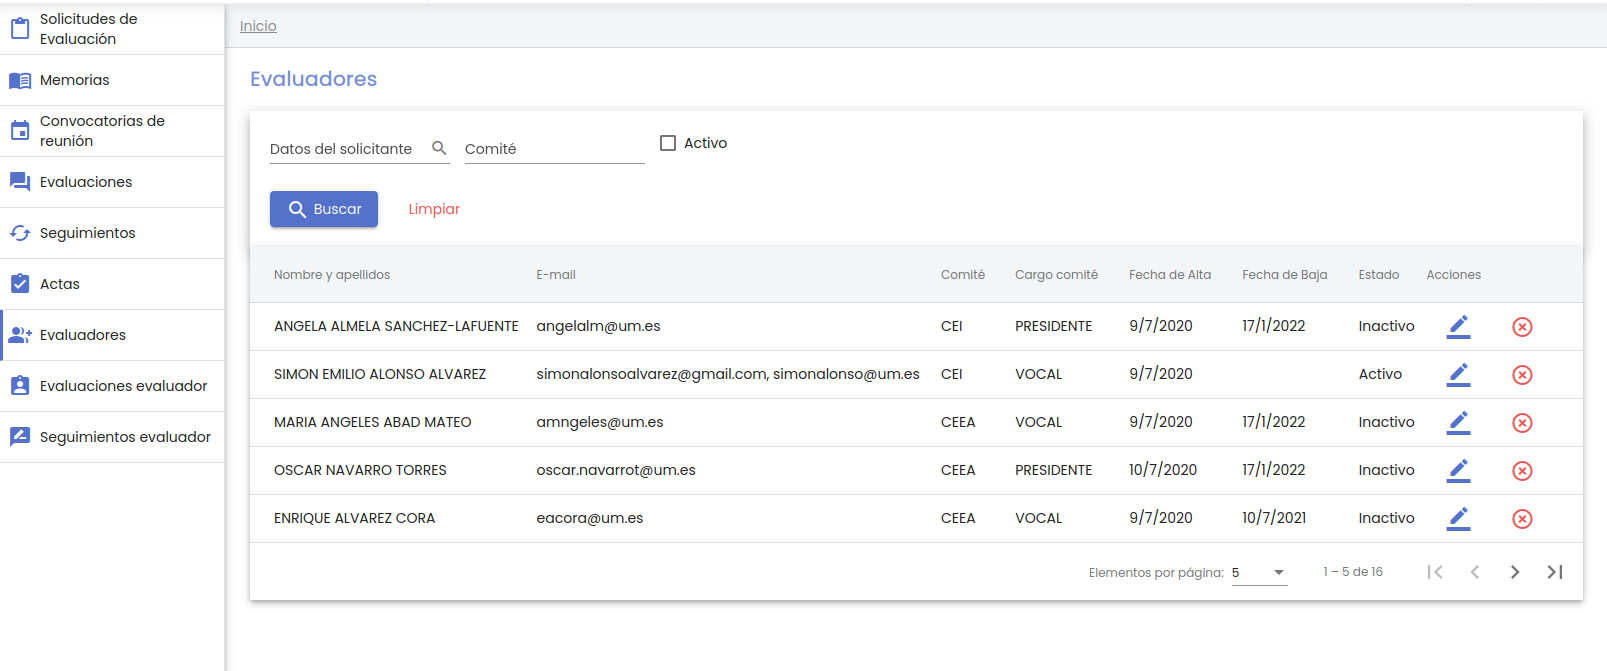 Solicitudes de
Evaluación
Memorias
Convocatorias de
reunión
Evaluaciones
Seguimientos
Actas
Evaluadores
Evaluaciones evaluador
Seguimientos evaluador
Inicio
Evaluadores
Datos del solicitante Comité Activo
Buscar Limpiar
Nombre y apellidos E-mail Comité Cargo comité Fecha de Alta Fecha de Baja Estado Acciones
ANGELA ALMELA SANCHEZ-LAFUENTE angelalm@um.es CEI PRESIDENTE 9/7/2020 17/1/2022 Inactivo
SIMON EMILIO ALONSO ALVAREZ simonalonsoalvarez@gmail.com, simonalonso@um.es CEI VOCAL 9/7/2020 Activo
MARIA ANGELES ABAD MATEO amngeles@um.es CEEA VOCAL 9/7/2020 17/1/2022 Inactivo
OSCAR NAVARRO TORRES oscar.navarrot@um.es CEEA PRESIDENTE 10/7/2020 17/1/2022 Inactivo
ENRIQUE ALVAREZ CORA eacora@um.es CEEA VOCAL 9/7/2020 10/7/2021 Inactivo
Elementos por página: 5 1 – 5 de 16